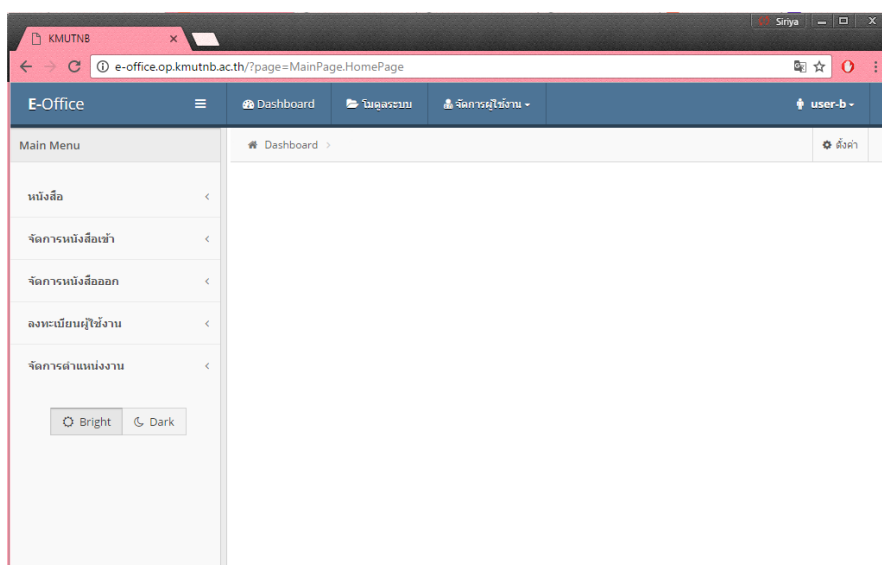 Siriya
KMUTNB
e-office.op.kmutnb.ac.th/?page=MainPage.HomePage
E-Office
Dashboard
โมดูลระบบ
จัดการผู้ใช้งาน
user-b
Main Menu
Dashboard
ตั้งค่า
หนังสือ
จัดการหนังสือเข้า
จัดการหนังสือออก
ลงทะเบียนผู้ใช้งาน
จัดการตำแหน่งงาน
Bright
Dark